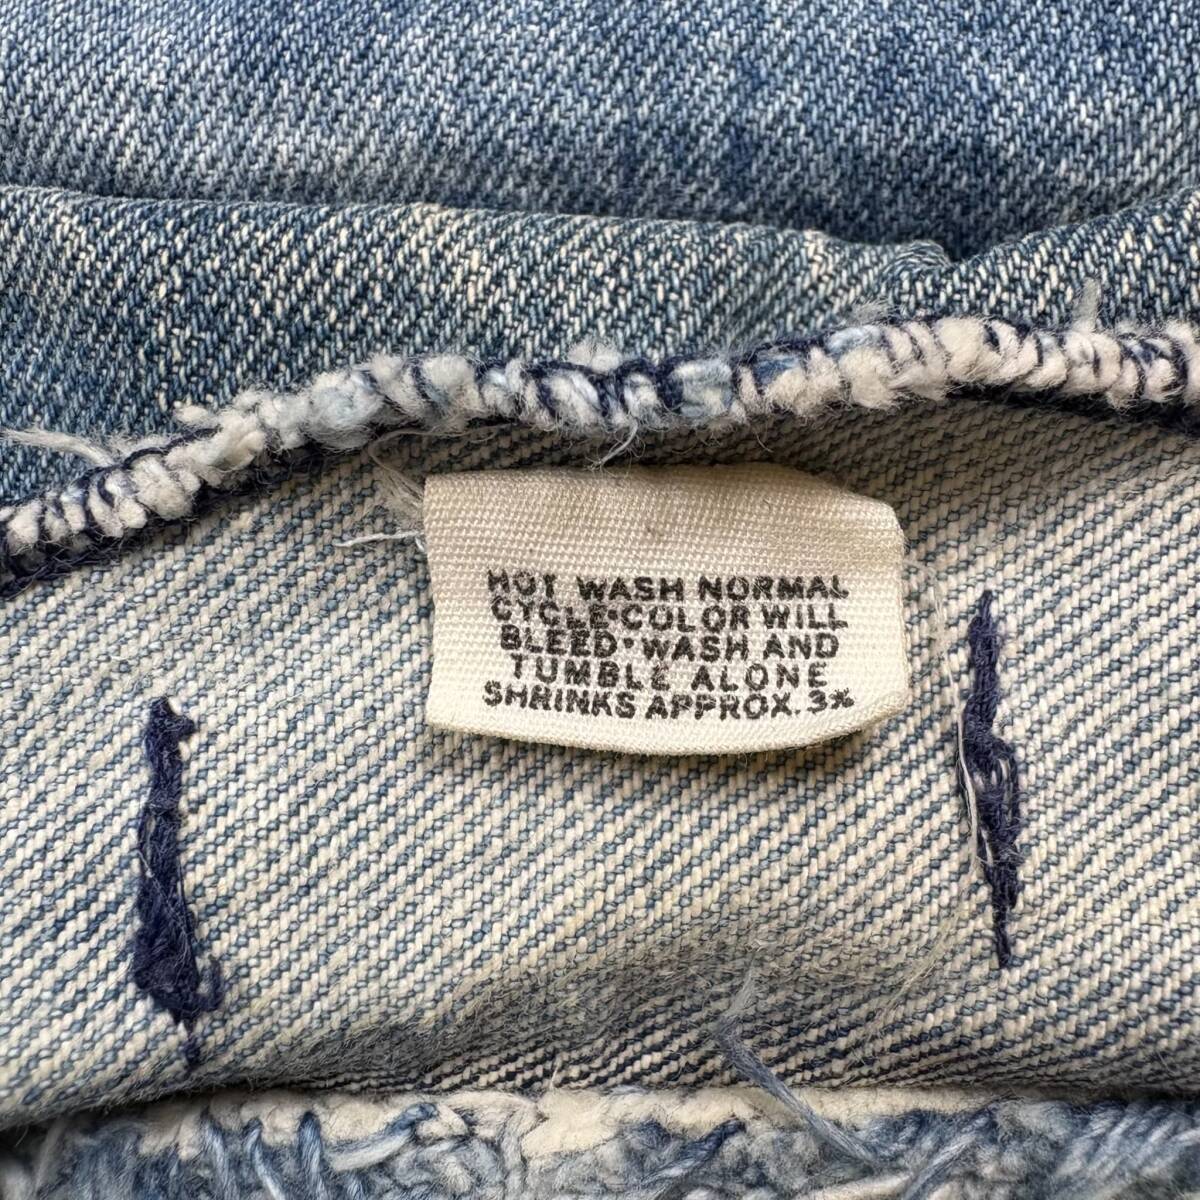 HOT WASH NORMAL
CYCLE•COLOR WILL
BLEED•WASH AND
TUMBLE ALONE
SHRINKS APPROX. 3%